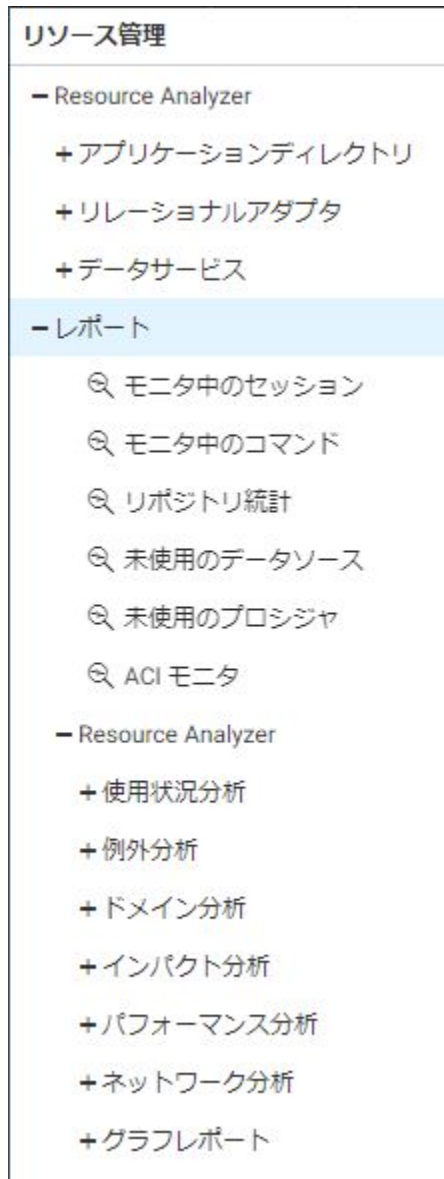 リソース管理
Resource Analyzer
アプリケーションディレクトリ
リレーショナルアダプタ
データサービス
レポート
モニタ中のセッション
モニタ中のコマンド
リポジトリ統計
未使用のデータソース
未使用のプロシジャ
ACI モニタ
Resource Analyzer
使用状況分析
例外分析
ドメイン分析
インパクト分析
パフォーマンス分析
ネットワーク分析
グラフレポート